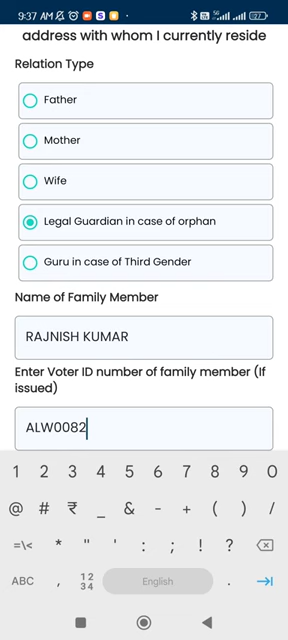 9:37 AM
address with whom I currently reside
Relation Type
Father
Mother
Wife
Legal Guardian in case of orphan
Guru in case of Third Gender
Name of Family Member
RAJNISH KUMAR
Enter Voter ID number of family member (If
issued)
ALW0082
1 2 3 4 5 6 7 8 9 0
@ # ₹ _ & - + ( ) /
=\< * " ' : ; ! ?
ABC , 12 34 English .